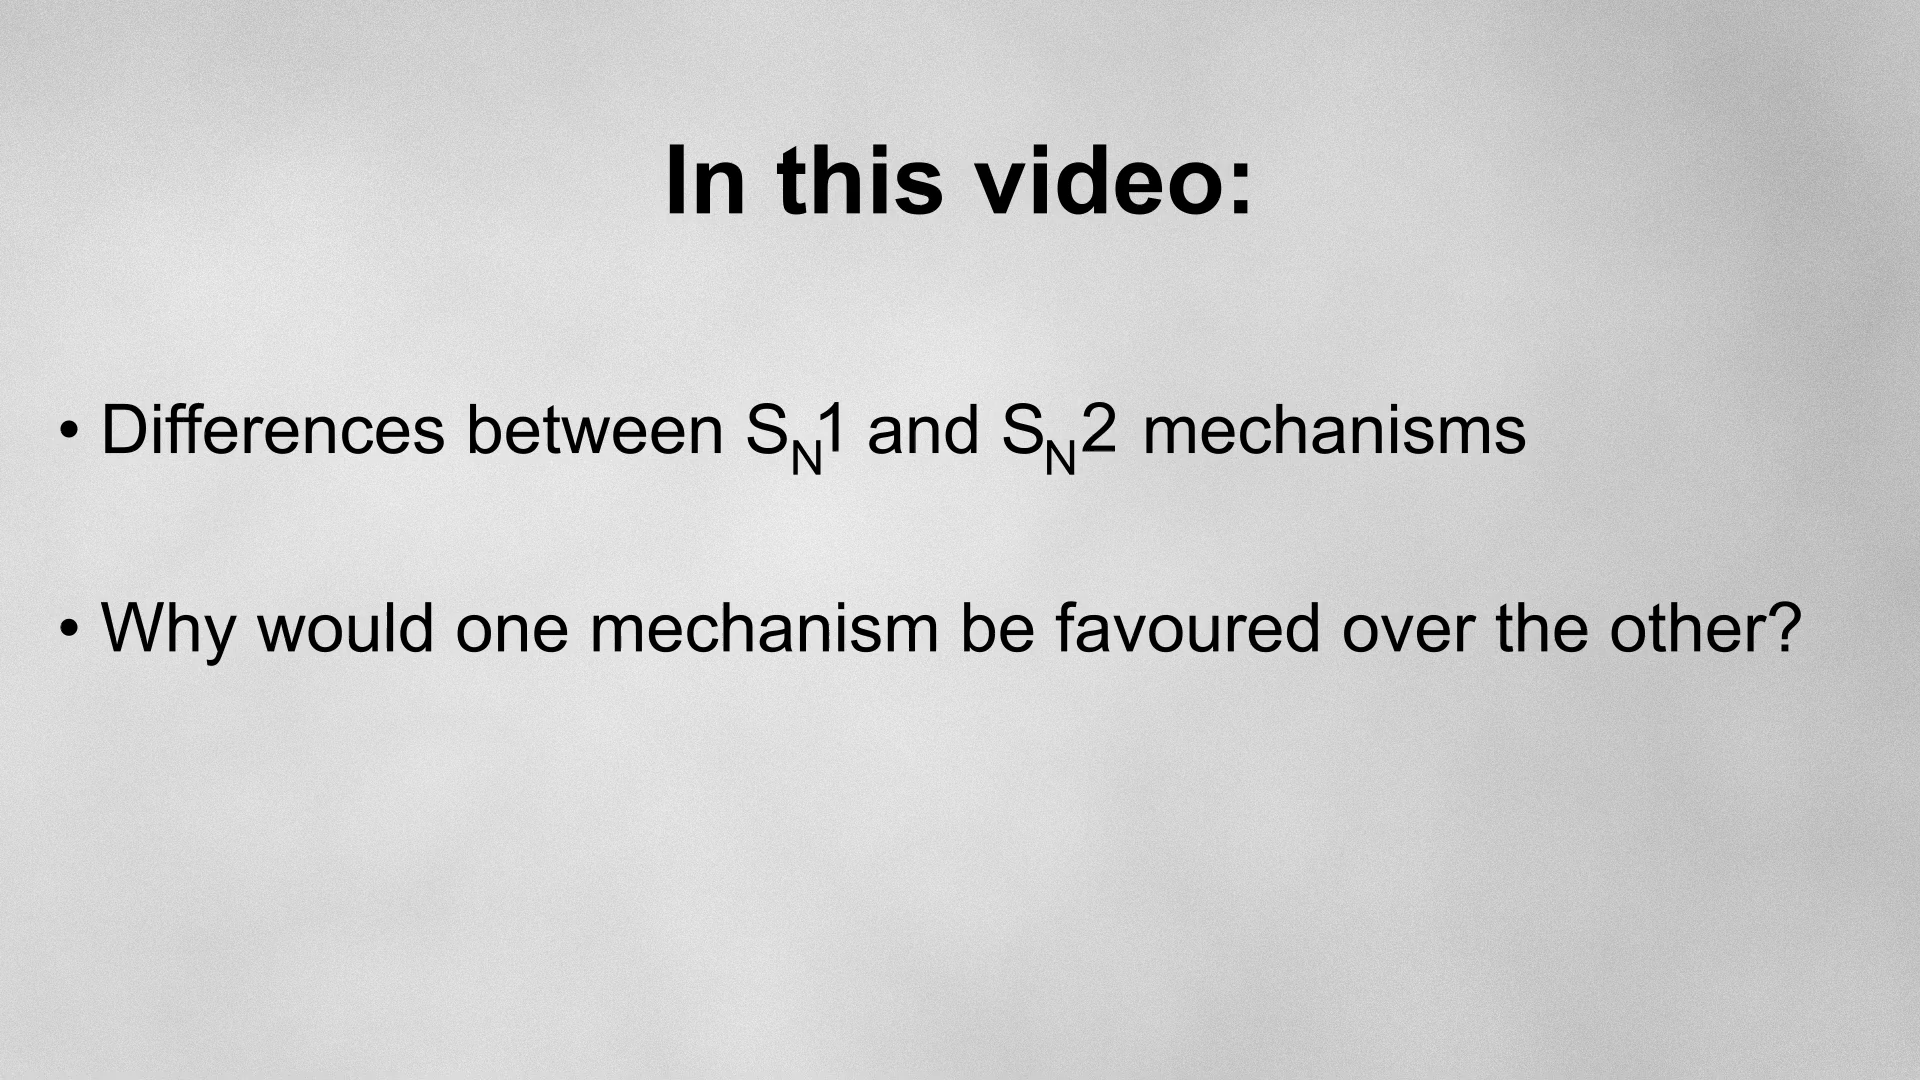 In this video:
• Differences between SN1 and SN2 mechanisms
• Why would one mechanism be favoured over the other?